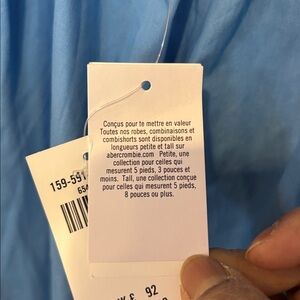 Conçus pour te mettre en valeur
Toutes nos robes, combinaisons et
combishorts sont disponibles en
longueurs petite et tall sur
abercrombie.com Petite, une
collection pour celles qui
mesurent 5 pieds, 3 pouces et
moins. Tall, une collection conçue
pour celles qui mesurent 5 pieds,
8 pouces ou plus.
159-591
654
92